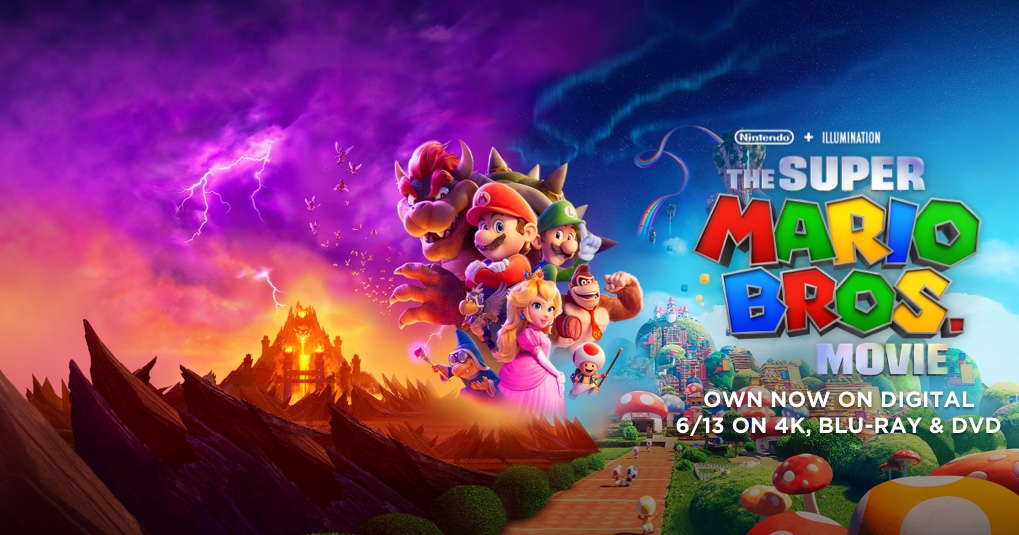 Nintendo + ILLUMINATION
THE SUPER
MARIO
BROS.
MOVIE
OWN NOW ON DIGITAL
6/13 ON 4K, BLU-RAY & DVD